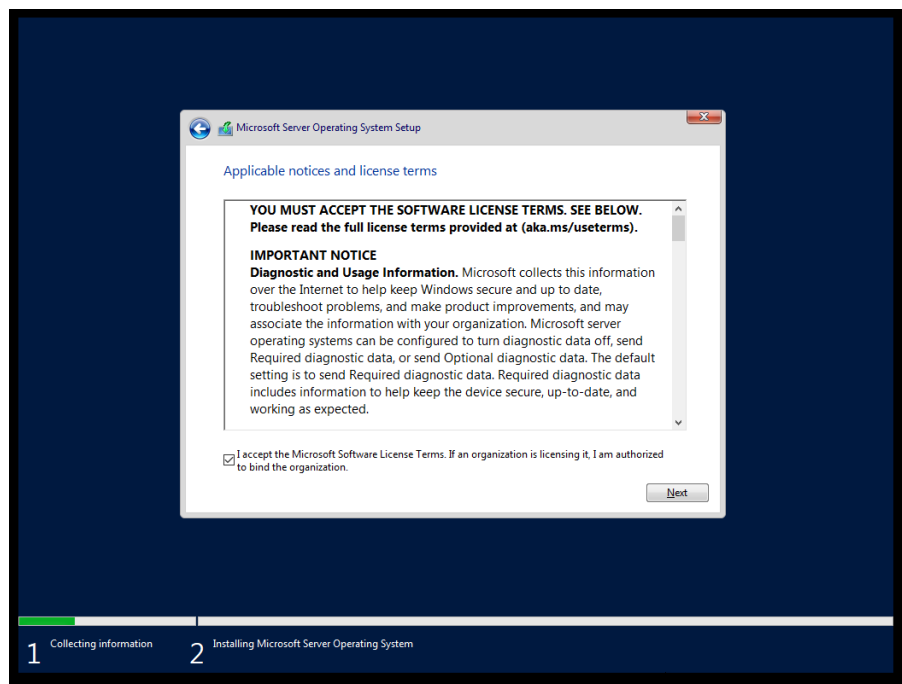 Microsoft Server Operating System Setup
Applicable notices and license terms
YOU MUST ACCEPT THE SOFTWARE LICENSE TERMS. SEE BELOW.
Please read the full license terms provided at (aka.ms/useterms).
IMPORTANT NOTICE
Diagnostic and Usage Information. Microsoft collects this information
over the Internet to help keep Windows secure and up to date,
troubleshoot problems, and make product improvements, and may
associate the information with your organization. Microsoft server
operating systems can be configured to turn diagnostic data off, send
Required diagnostic data, or send Optional diagnostic data. The default
setting is to send Required diagnostic data. Required diagnostic data
includes information to help keep the device secure, up-to-date, and
working as expected.
I accept the Microsoft Software License Terms. If an organization is licensing it, I am authorized
to bind the organization.
Next
1 Collecting information
2 Installing Microsoft Server Operating System